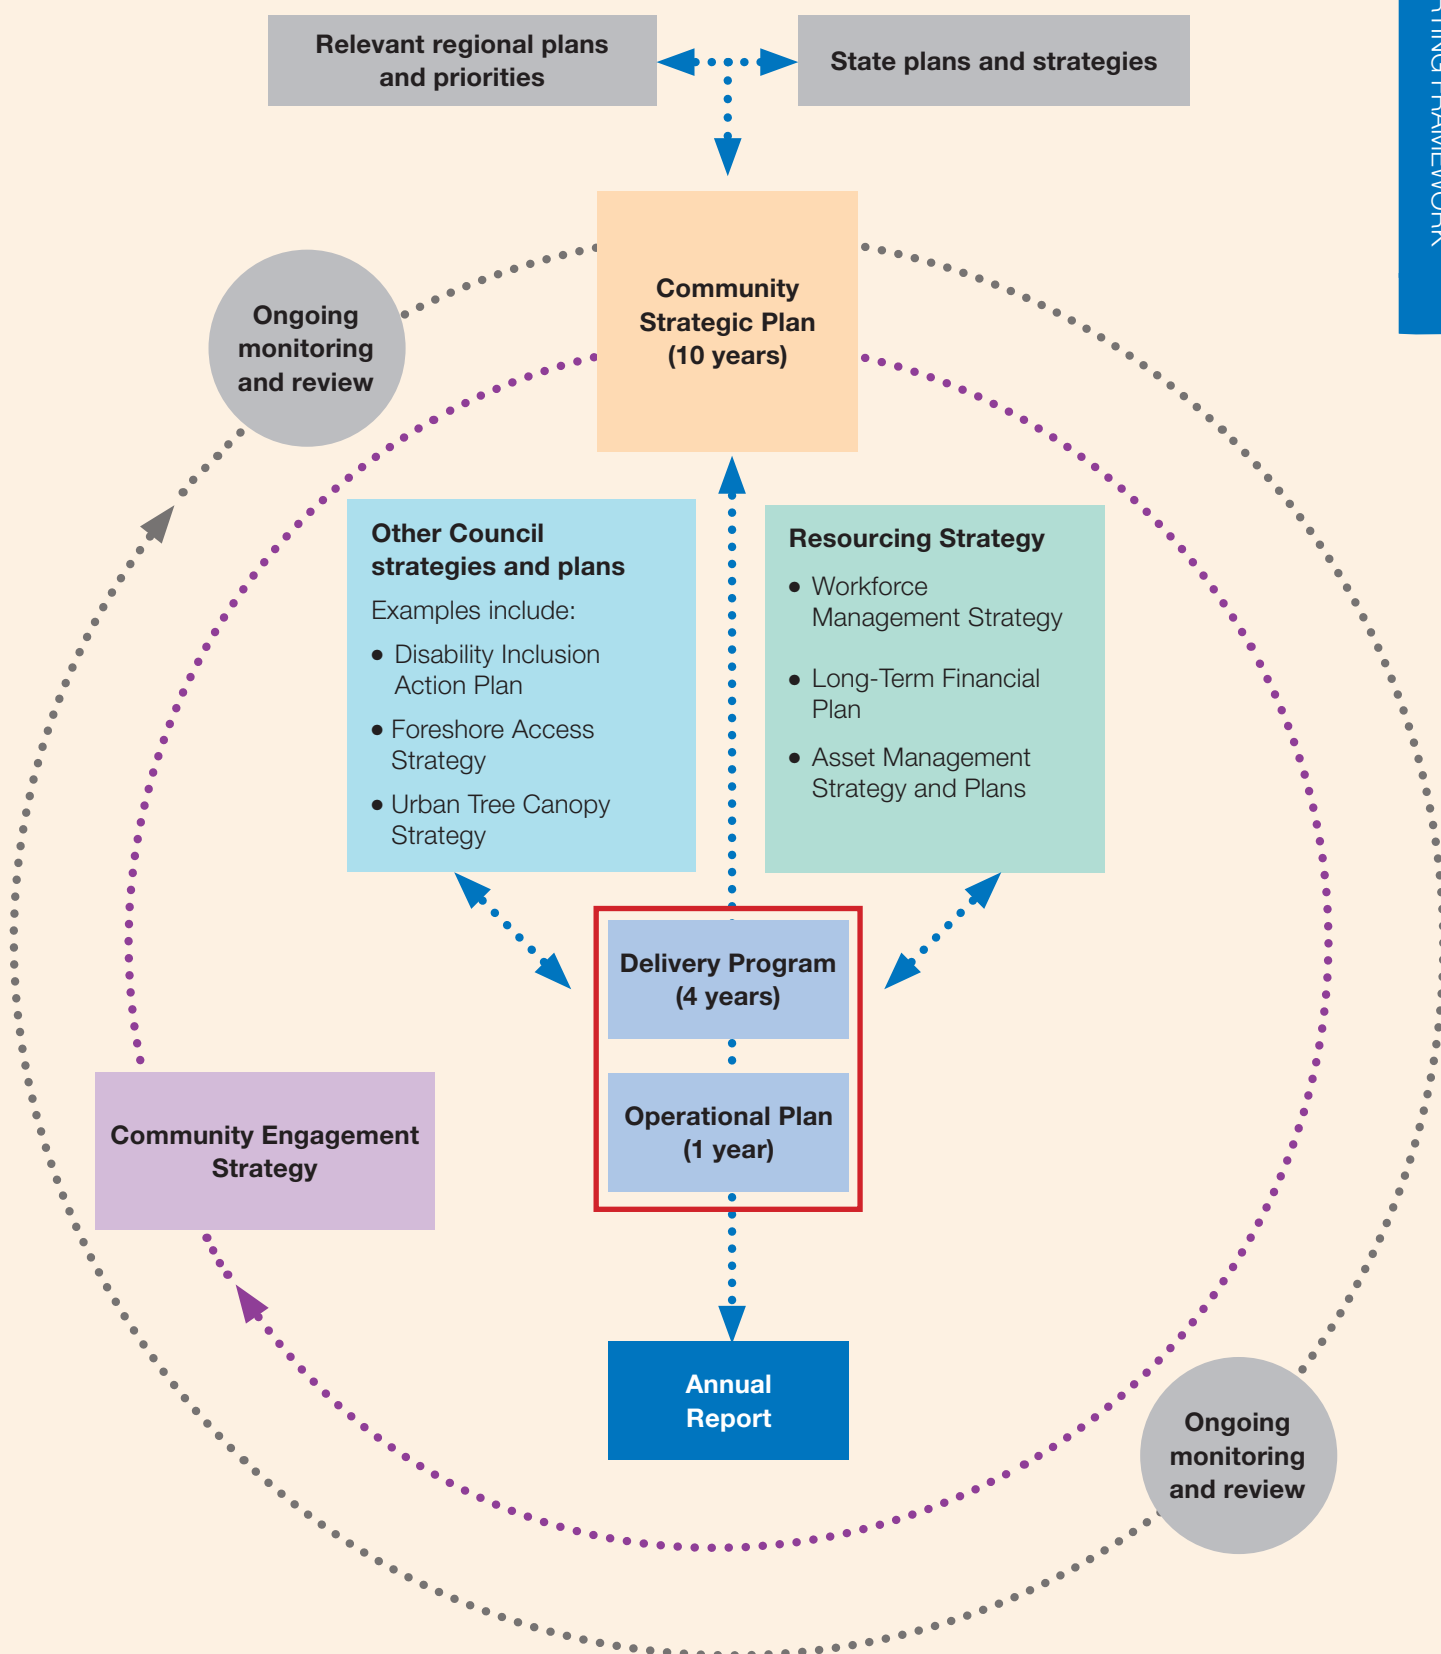 Relevant regional plans
and priorities
State plans and strategies
FRAMEWORK
Community
Strategic Plan
(10 years)
Ongoing
monitoring
and review
Other Council
strategies and plans
Examples include:
• Disability Inclusion
Action Plan
• Foreshore Access
Strategy
• Urban Tree Canopy
Strategy
Resourcing Strategy
• Workforce
Management Strategy
• Long-Term Financial
Plan
• Asset Management
Strategy and Plans
Delivery Program
(4 years)
Operational Plan
(1 year)
Community Engagement
Strategy
Annual
Report
Ongoing
monitoring
and review